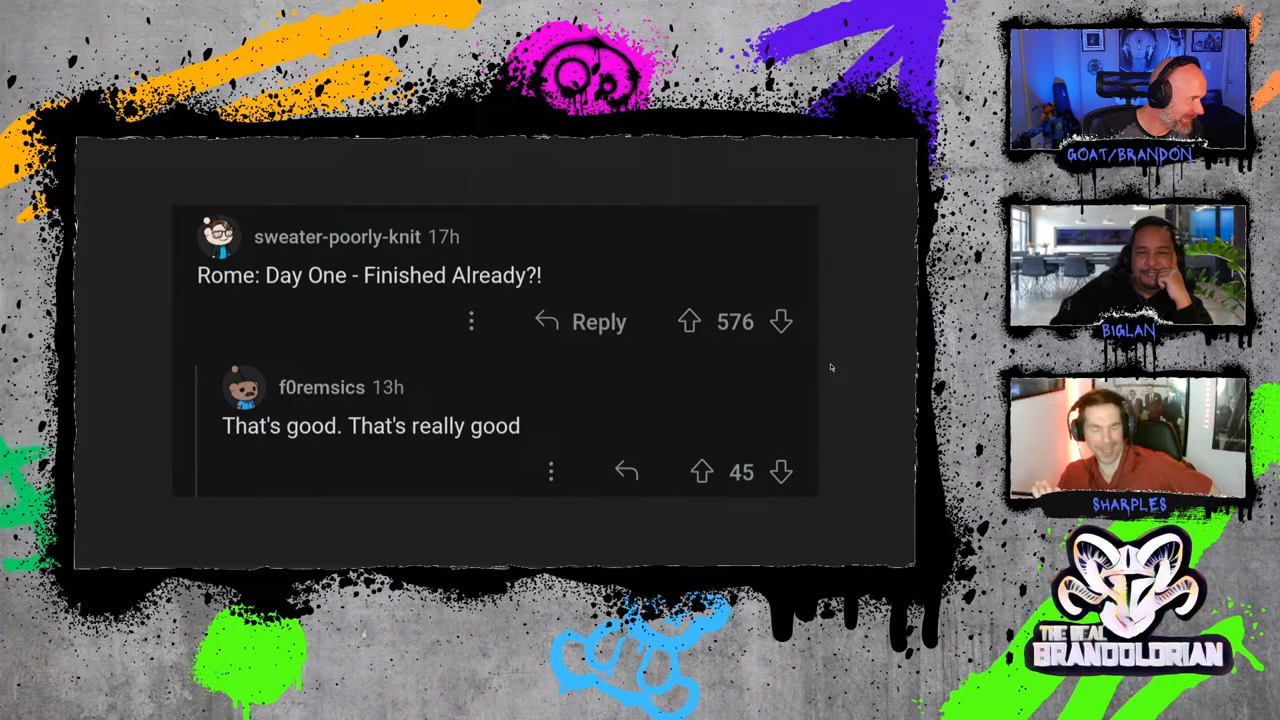 sweater-poorly-knit 17h
Rome: Day One - Finished Already?!
Reply 576
f0remsics 13h
That's good. That's really good
45
GOAT/BRANDON
BIGLAN
SHARPLES
THE REAL
BRANDOLORIAN